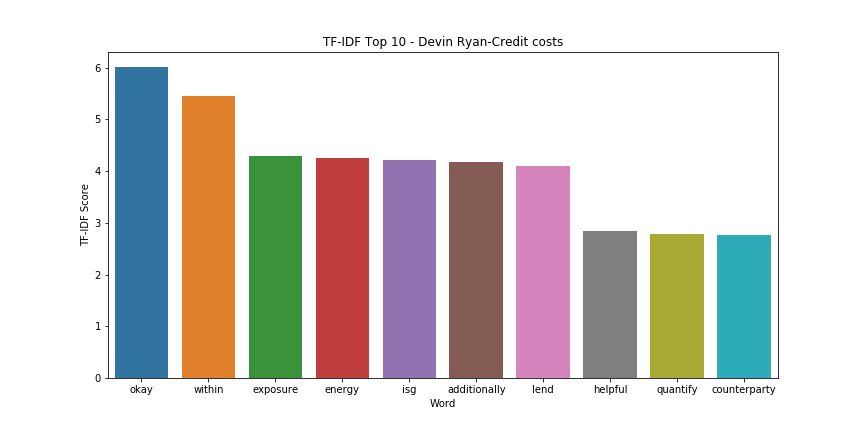 TF-IDF Top 10 - Devin Ryan-Credit costs
6
5
4
3
2
1
0
TF-IDF Score
okay within exposure energy isg additionally lend helpful quantify counterparty
Word